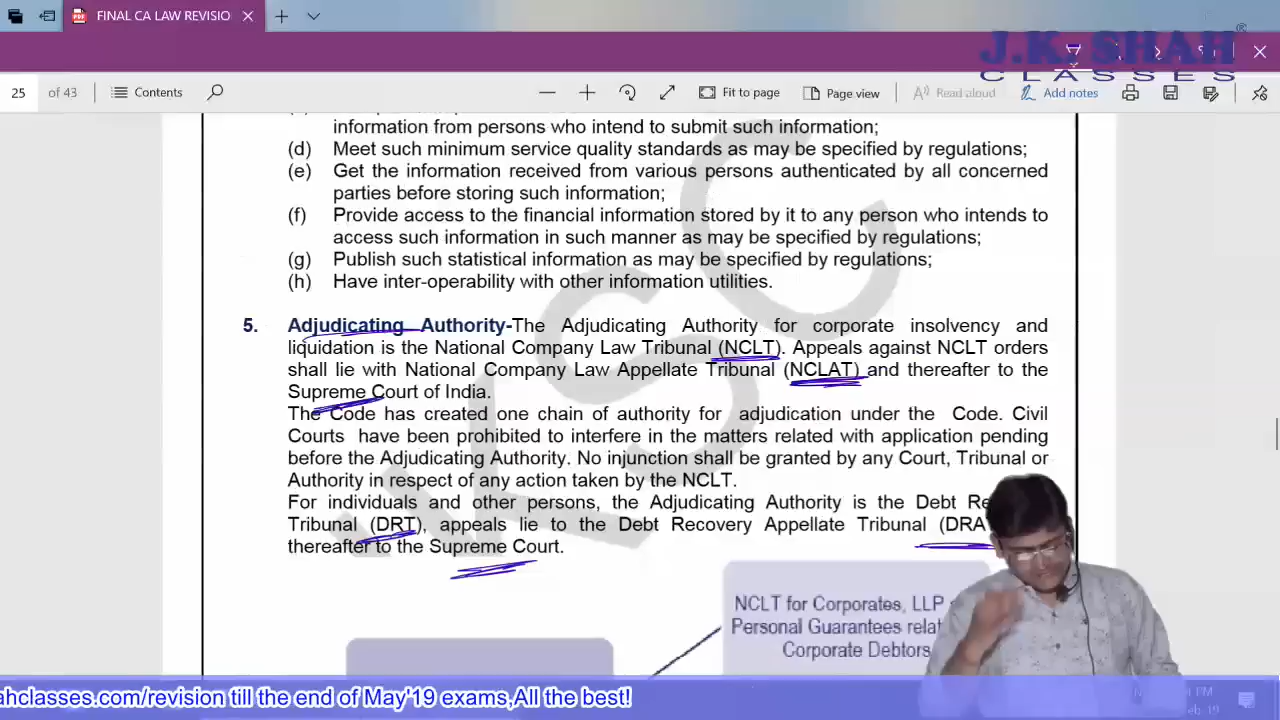 FINAL CA LAW REVISIO
J.K. SHAH
CLASSES
25 of 43 Contents Fit to page Page view Read aloud Add notes
information from persons who intend to submit such information;
(d) Meet such minimum service quality standards as may be specified by regulations;
(e) Get the information received from various persons authenticated by all concerned
parties before storing such information;
(f) Provide access to the financial information stored by it to any person who intends to
access such information in such manner as may be specified by regulations;
(g) Publish such statistical information as may be specified by regulations;
(h) Have inter-operability with other information utilities.
5. Adjudicating Authority-The Adjudicating Authority for corporate insolvency and
liquidation is the National Company Law Tribunal (NCLT). Appeals against NCLT orders
shall lie with National Company Law Appellate Tribunal (NCLAT) and thereafter to the
Supreme Court of India.
The Code has created one chain of authority for adjudication under the Code. Civil
Courts have been prohibited to interfere in the matters related with application pending
before the Adjudicating Authority. No injunction shall be granted by any Court, Tribunal or
Authority in respect of any action taken by the NCLT.
For individuals and other persons, the Adjudicating Authority is the Debt Re
Tribunal (DRT), appeals lie to the Debt Recovery Appellate Tribunal (DRA
thereafter to the Supreme Court.
NCLT for Corporates, LLP
Personal Guarantees relat
Corporate Debtors
ahclasses.com/revision till the end of May'19 exams,All the best!